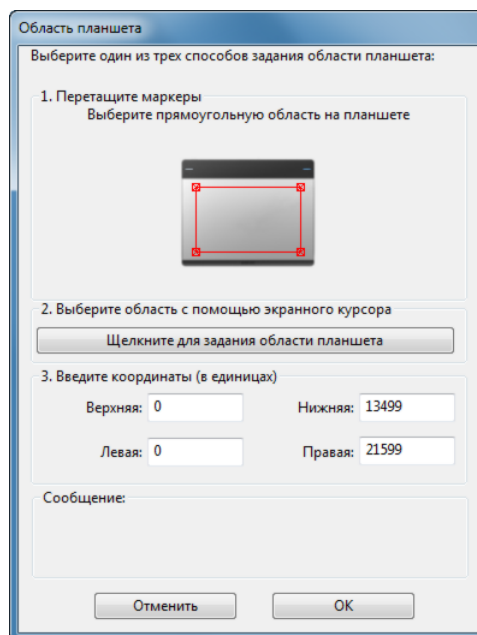 Область планшета
Выберите один из трех способов задания области планшета:
1. Перетащите маркеры
Выберите прямоугольную область на планшете
2. Выберите область с помощью экранного курсора
Щелкните для задания области планшета
3. Введите координаты (в единицах)
Верхняя: 0 Нижняя: 13499
Левая: 0 Правая: 21599
Сообщение:
Отменить OK